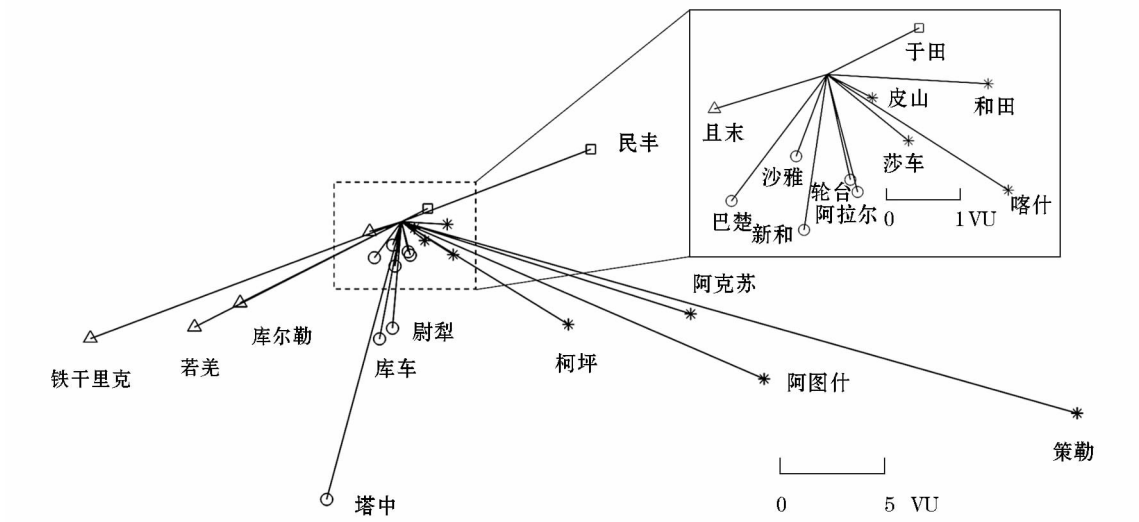 于田
皮山
和田
且末
莎车
沙雅
轮台
喀什
巴楚
阿拉尔
新和
0 1 VU
民丰
阿克苏
库尔勒
尉犁
若羌
库车
柯坪
铁干里克
阿图什
策勒
塔中
0 5 VU